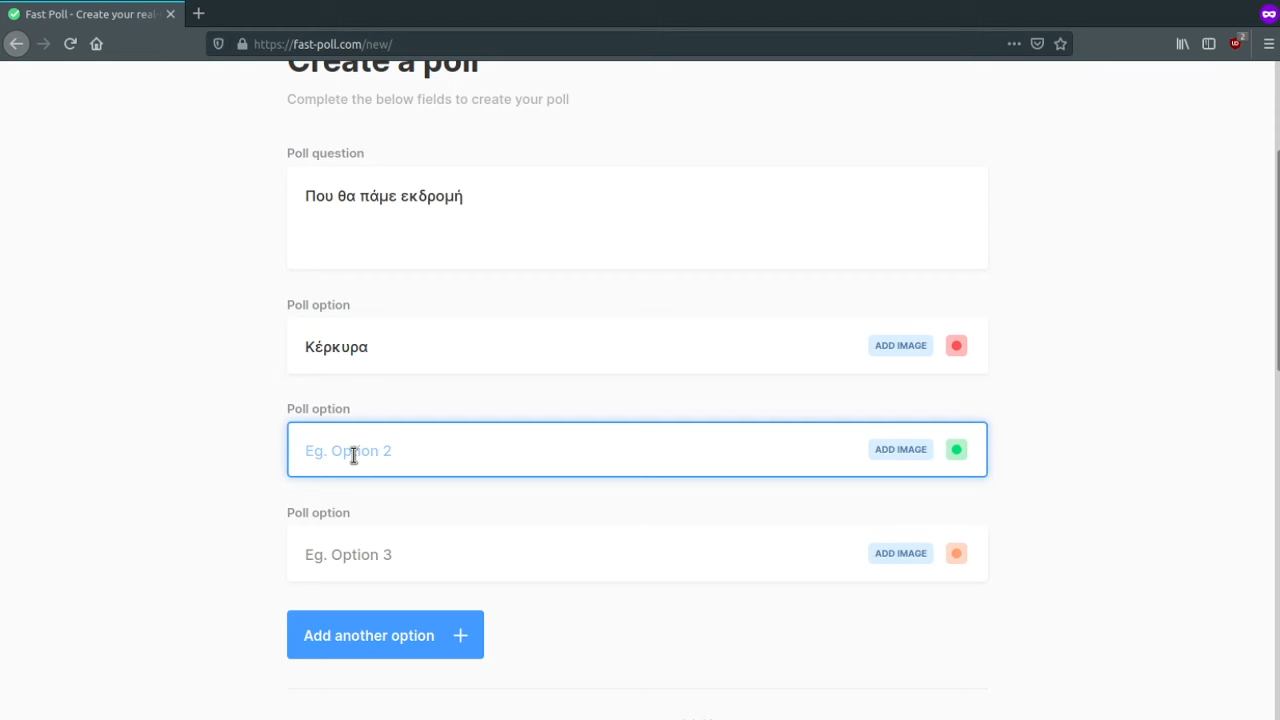 Fast Poll - Create your real-
https://fast-poll.com/new/
2
Create a poll
Complete the below fields to create your poll
Poll question
Που θα πάμε εκδρομή
Poll option
Κέρκυρα
ADD IMAGE
Poll option
Eg. Option 2
ADD IMAGE
Poll option
Eg. Option 3
ADD IMAGE
Add another option +